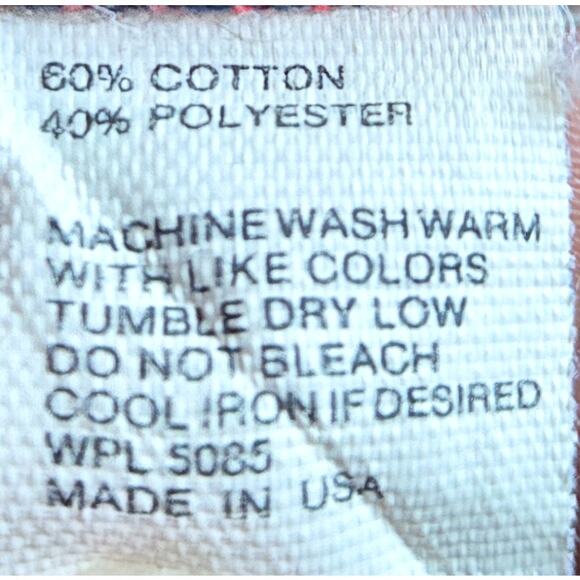 60% COTTON
40% POLYESTER
MACHINE WASH WARM
WITH LIKE COLORS
TUMBLE DRY LOW
DO NOT BLEACH
COOL IRON IF DESIRED
WPL 5085
MADE IN USA